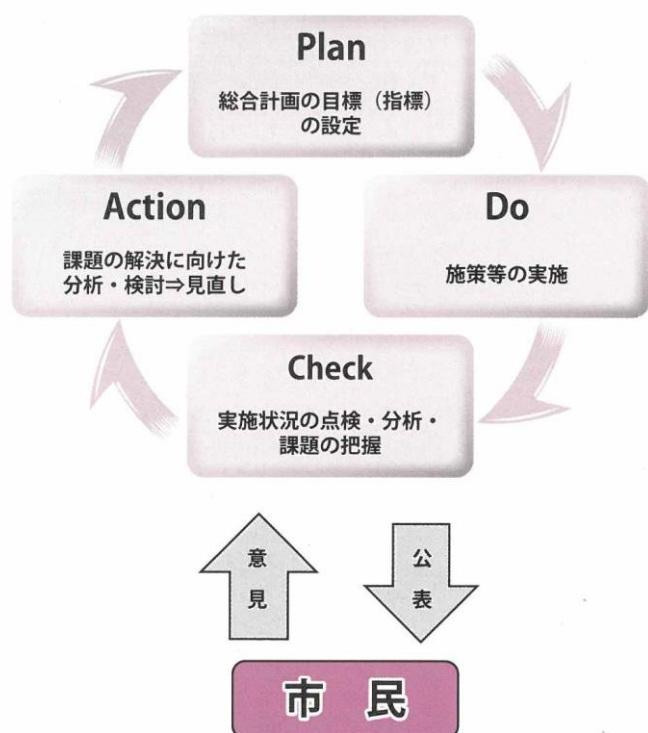 Plan
総合計画の目標（指標）
の設定
Action
課題の解決に向けた
分析・検討⇒見直し
Do
施策等の実施
Check
実施状況の点検・分析・
課題の把握
意見
公表
市 民